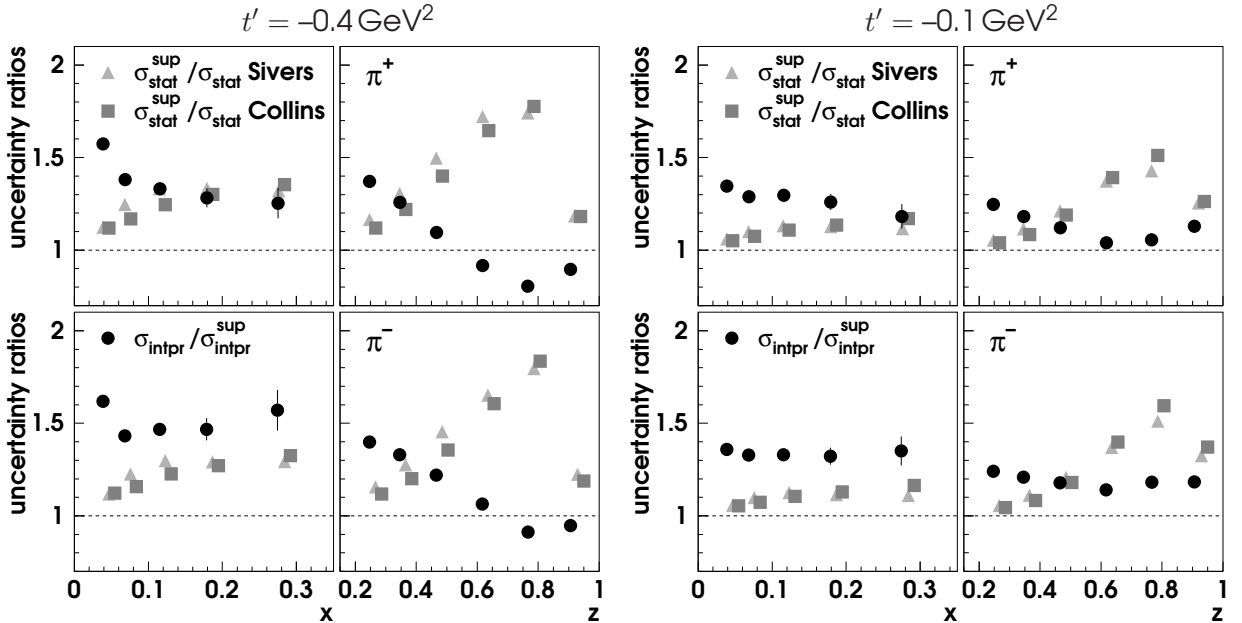 t′ = –0.4 GeV² t′ = –0.1 GeV²
uncertainty ratios
2
1.5
1
σ^sup_stat /σ_stat Sivers
σ^sup_stat /σ_stat Collins
π⁺
uncertainty ratios
2
1.5
1
σ^sup_stat /σ_stat Sivers
σ^sup_stat /σ_stat Collins
π⁺
uncertainty ratios
2
1.5
1
σ_intpr /σ^sup_intpr
π⁻
uncertainty ratios
2
1.5
1
σ_intpr /σ^sup_intpr
π⁻
0 0.1 0.2 0.3 0.2 0.4 0.6 0.8 1 0 0.1 0.2 0.3 0.2 0.4 0.6 0.8 1
x z x z